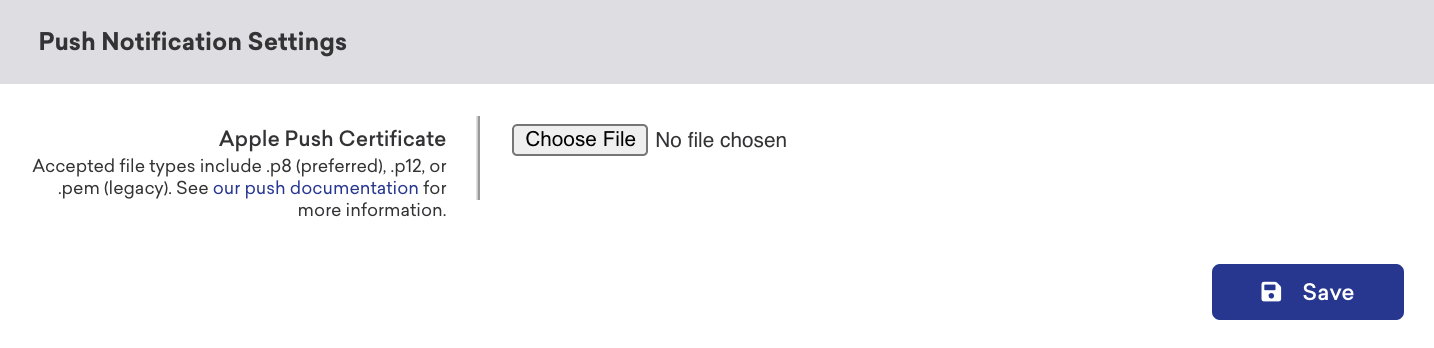 Push Notification Settings
Apple Push Certificate
Accepted file types include .p8 (preferred), .p12, or
.pem (legacy). See our push documentation for
more information.
Choose File No file chosen
Save